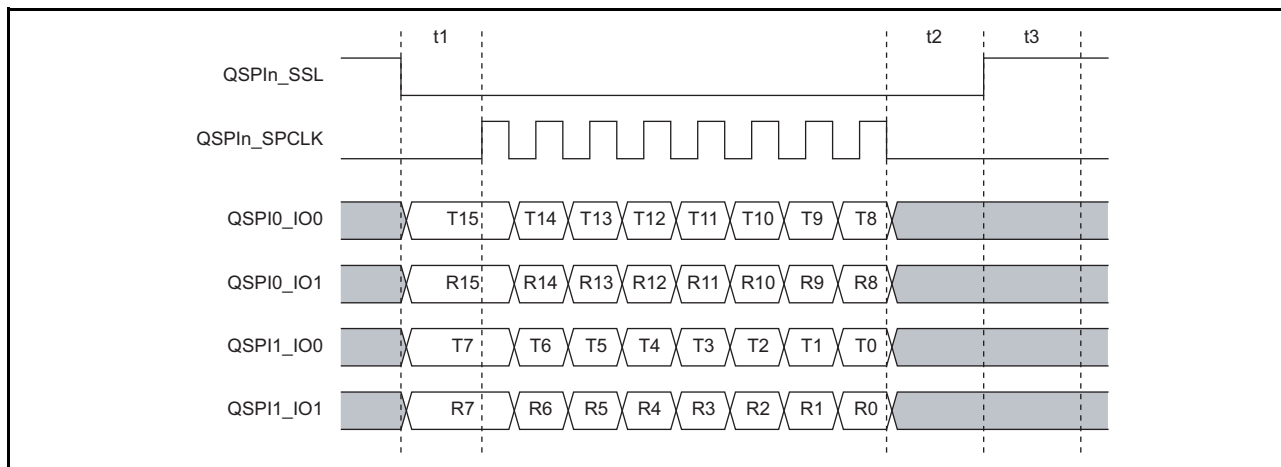 t1 t2 t3
QSPIn_SSL
QSPIn_SPCLK
QSPI0_IO0 T15 T14 T13 T12 T11 T10 T9 T8
QSPI0_IO1 R15 R14 R13 R12 R11 R10 R9 R8
QSPI1_IO0 T7 T6 T5 T4 T3 T2 T1 T0
QSPI1_IO1 R7 R6 R5 R4 R3 R2 R1 R0